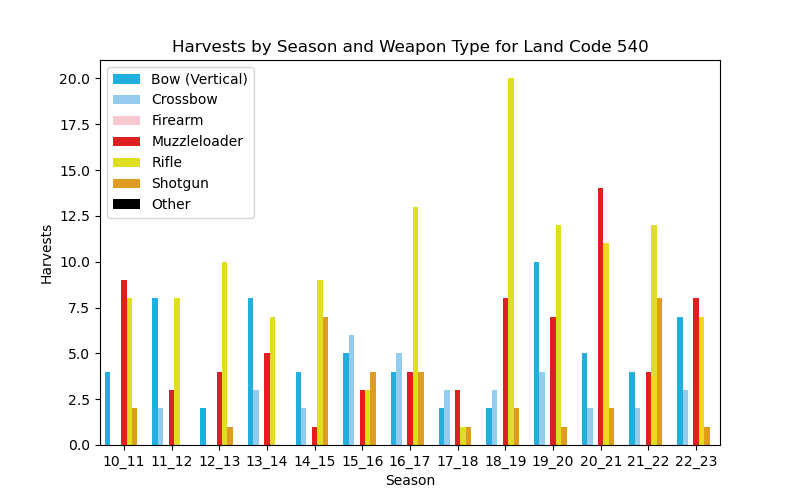 Harvests by Season and Weapon Type for Land Code 540
20.0
17.5
15.0
12.5
10.0
7.5
5.0
2.5
0.0
Harvests
Bow (Vertical)
Crossbow
Firearm
Muzzleloader
Rifle
Shotgun
Other
10_11 11_12 12_13 13_14 14_15 15_16 16_17 17_18 18_19 19_20 20_21 21_22 22_23
Season